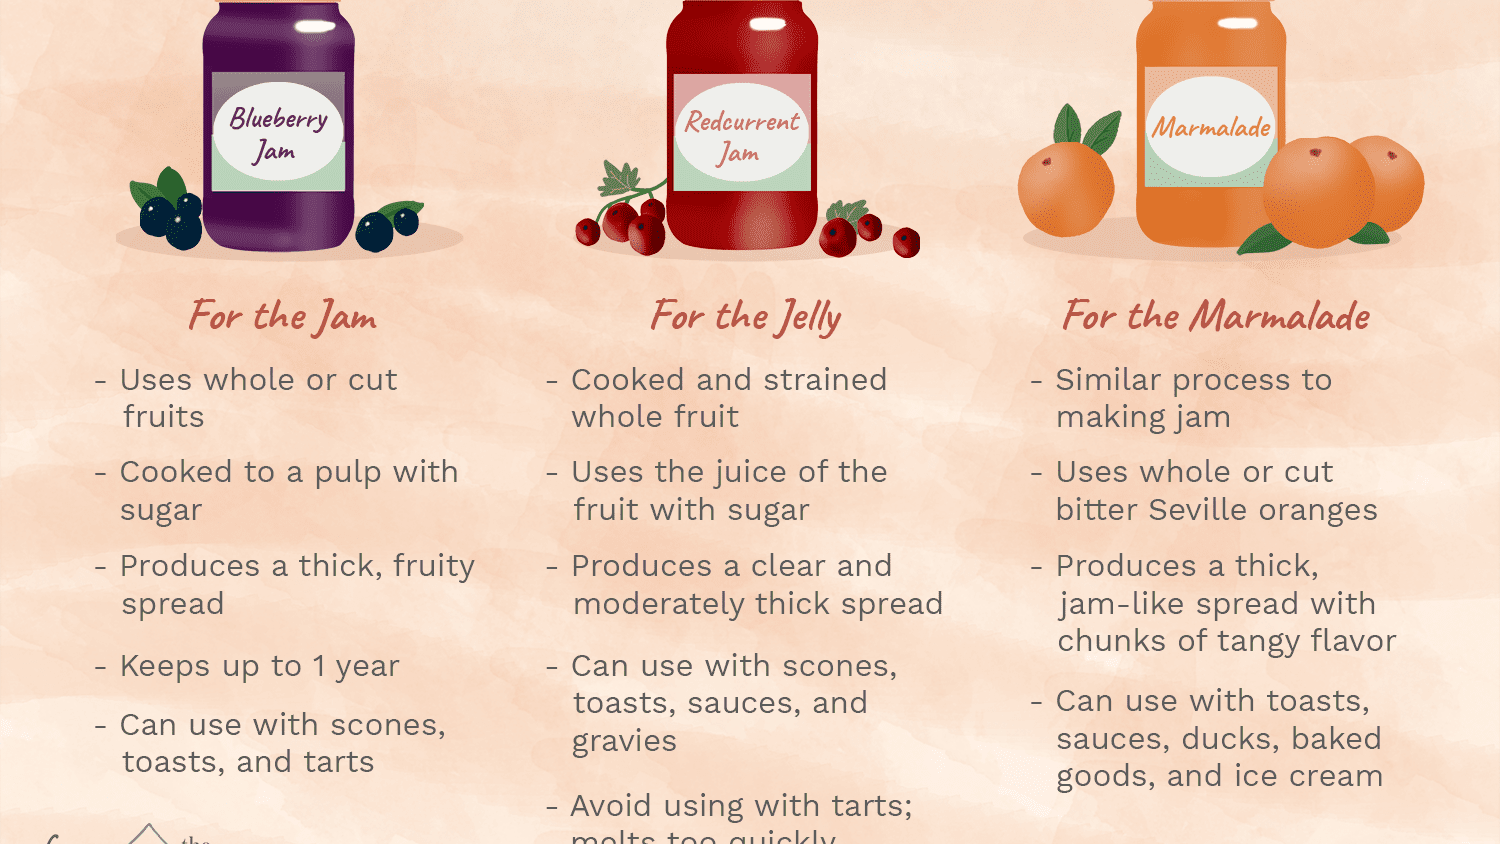 Blueberry
Jam
Redcurrent
Jam
Marmalade
For the Jam
- Uses whole or cut
fruits
- Cooked to a pulp with
sugar
- Produces a thick, fruity
spread
- Keeps up to 1 year
- Can use with scones,
toasts, and tarts
For the Jelly
- Cooked and strained
whole fruit
- Uses the juice of the
fruit with sugar
- Produces a clear and
moderately thick spread
- Can use with scones,
toasts, sauces, and
gravies
- Avoid using with tarts;
melts too quickly
For the Marmalade
- Similar process to
making jam
- Uses whole or cut
bitter Seville oranges
- Produces a thick,
jam-like spread with
chunks of tangy flavor
- Can use with toasts,
sauces, ducks, baked
goods, and ice cream
the